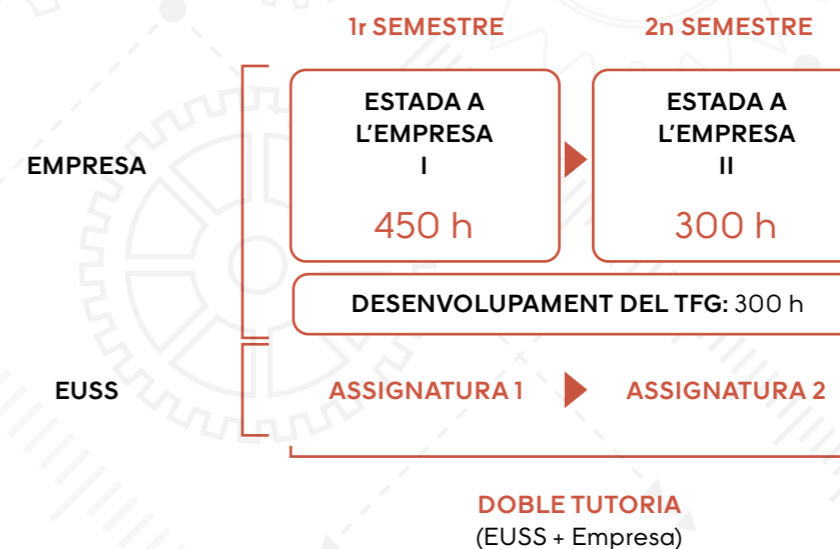 1r SEMESTRE
2n SEMESTRE
EMPRESA
ESTADA A
L'EMPRESA
I
450 h
ESTADA A
L'EMPRESA
II
300 h
DESENVOLUPAMENT DEL TFG: 300 h
EUSS
ASSIGNATURA 1
ASSIGNATURA 2
DOBLE TUTORIA
(EUSS + Empresa)